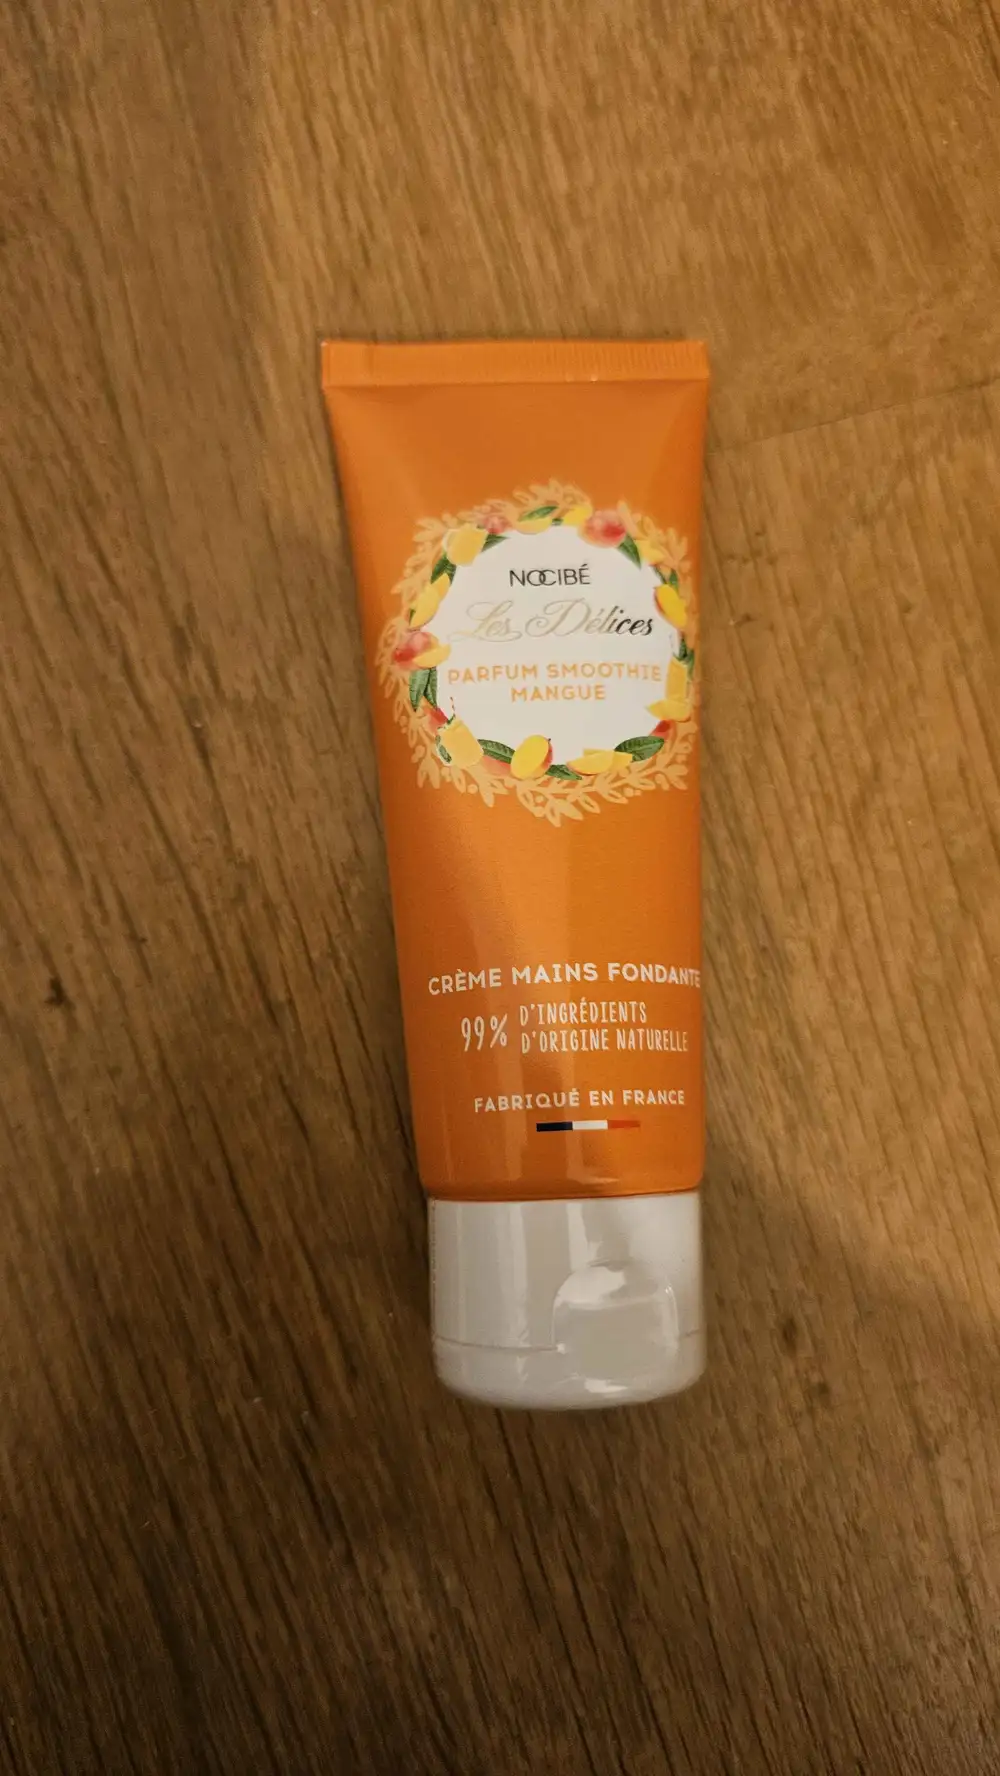 NOCIBÉ
Les Délices
PARFUM SMOOTHIE
MANGUE
CRÈME MAINS FONDANTE
99% D'INGRÉDIENTS
D'ORIGINE NATURELLE
FABRIQUÉ EN FRANCE